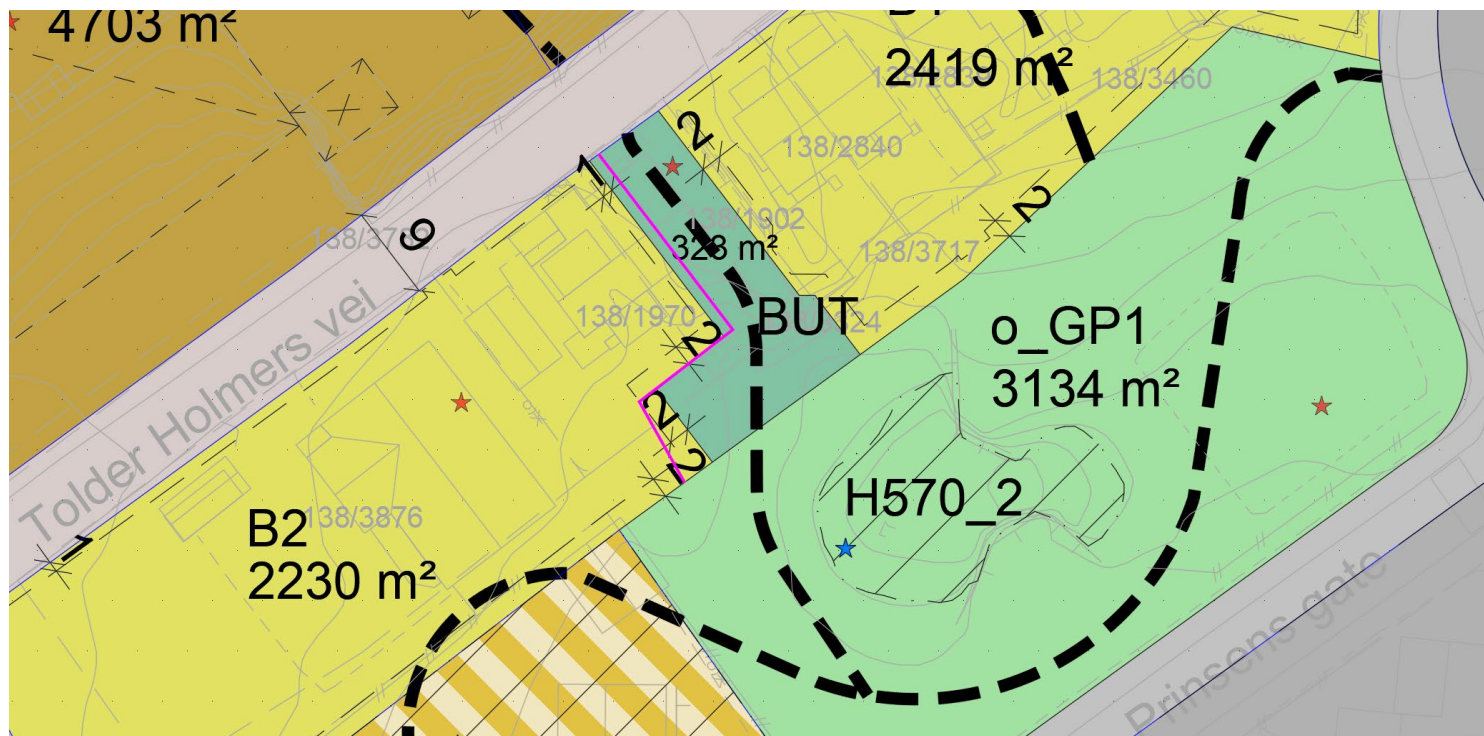 4703 m²
2419 m²
138/3460
138/2840
2
1
138/1902
2
9
323 m²
138/3717
138/1970
BUT
o_GP1
3134 m²
2
2
2
Tolder Holmers vei
H570_2
B2
138/3876
2230 m²
1
Prinsens gate